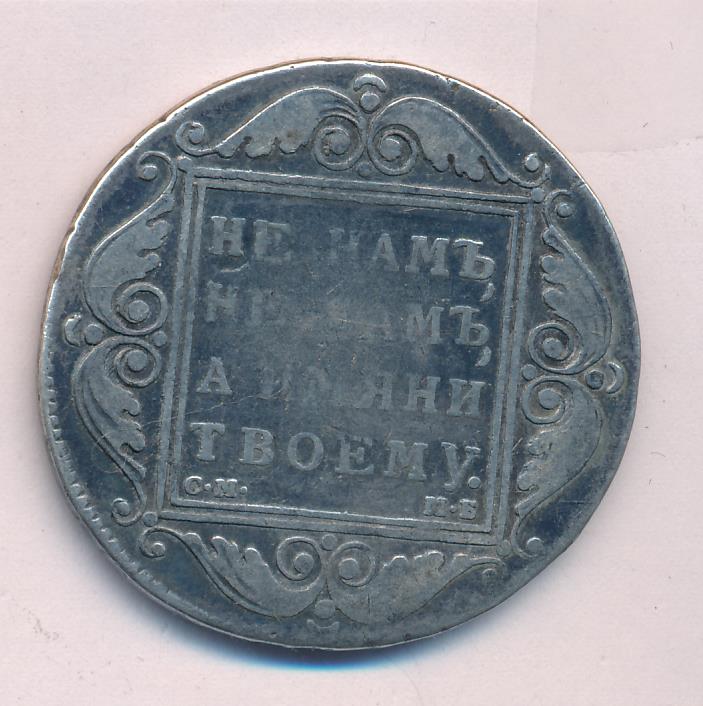 НЕ НАМЪ,
НЕ НАМЪ,
А ИМЯНИ
ТВОЕМУ.
С·М· М·Б